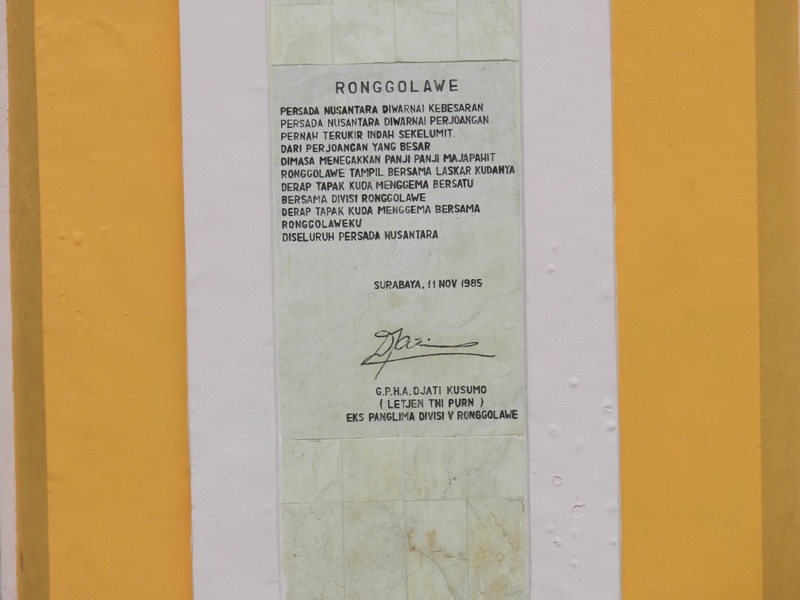 RONGGOLAWE
PERSADA NUSANTARA DIWARNAI KEBESARAN
PERSADA NUSANTARA DIWARNAI PERJOANGAN
PERNAH TERUKIR INDAH SEKELUMIT.
DARI PERJOANGAN YANG BESAR
DIMASA MENEGAKKAN PANJI PANJI MAJAPAHIT
RONGGOLAWE TAMPIL BERSAMA LASKAR KUDANYA
DERAP TAPAK KUDA MENGGEMA BERSATU
BERSAMA DIVISI RONGGOLAWE
DERAP TAPAK KUDA MENGGEMA BERSAMA
RONGGOLAWEKU
DISELURUH PERSADA NUSANTARA
SURABAYA, 11 NOV 1985
G.P.H.A. DJATI KUSUMO
( LETJEN TNI PURN )
EKS PANGLIMA DIVISI V RONGGOLAWE